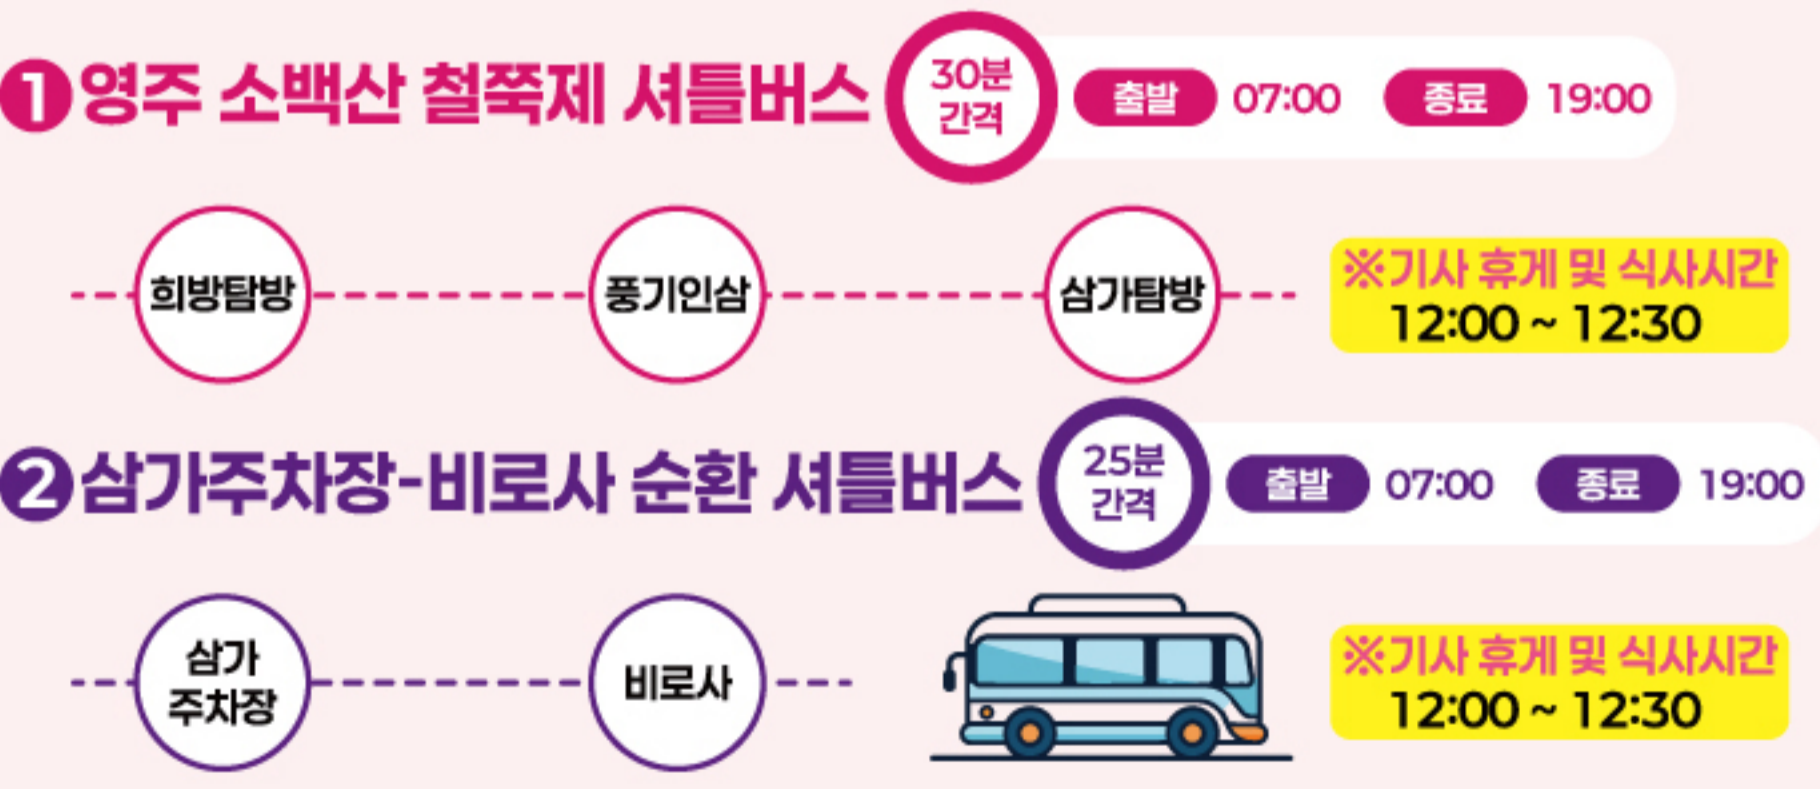 1 영주 소백산 철쭉제 셔틀버스 30분 간격 출발 07:00 종료 19:00
희방탐방 풍기인삼 삼가탐방 ※기사 휴게 및 식사시간
12:00 ~ 12:30
2 삼가주차장-비로사 순환 셔틀버스 25분 간격 출발 07:00 종료 19:00
삼가 주차장 비로사 ※기사 휴게 및 식사시간
12:00 ~ 12:30